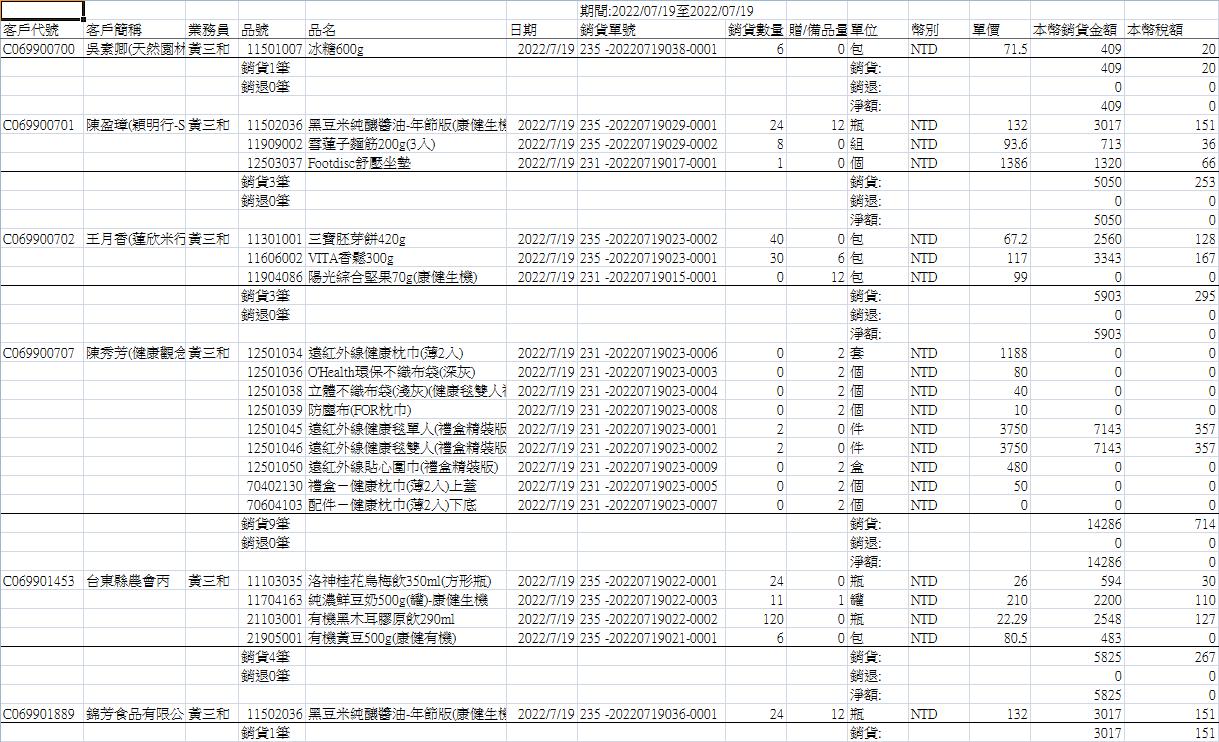 期間:2022/07/19至2022/07/19
客戶代號 客戶簡稱 業務員 品號 品名 日期 銷貨單號 銷貨數量 贈/備品量 單位 幣別 單價 本幣銷貨金額 本幣稅額
C069900700 吳素卿(天然園材 黃三和 11501007 冰糖600g 2022/7/19 235 -20220719038-0001 6 0 包 NTD 71.5 409 20
銷貨1筆 銷貨: 409 20
銷退0筆 銷退: 0 0
淨額: 409
C069900701 陳盈璋(穎明行-S 黃三和 11502036 黑豆米純釀醬油-年節版(康健生機 2022/7/19 235 -20220719029-0001 24 12 瓶 NTD 132 3017 151
11909002 雪蓮子麵筋200g(3入) 2022/7/19 235 -20220719029-0002 8 0 組 NTD 93.6 713 36
12503037 Footdisc舒壓坐墊 2022/7/19 231 -20220719017-0001 1 0 個 NTD 1386 1320 66
銷貨3筆 銷貨: 5050 253
銷退0筆 銷退: 0 0
淨額: 5050
C069900702 王月香(蓮欣米行 黃三和 11301001 三寶胚芽餅420g 2022/7/19 235 -20220719023-0002 40 0 包 NTD 67.2 2560 128
11606002 VITA香鬆300g 2022/7/19 235 -20220719023-0001 30 6 包 NTD 117 3343 167
11904086 陽光綜合堅果70g(康健生機) 2022/7/19 235 -20220719015-0001 0 12 包 NTD 99 0 0
銷貨3筆 銷貨: 5903 295
銷退0筆 銷退: 0 0
淨額: 5903
C069900707 陳秀芳(健康觀念 黃三和 12501034 遠紅外線健康枕巾(薄2入) 2022/7/19 231 -20220719023-0006 0 2 套 NTD 1188 0 0
12501036 O'Health環保不織布袋(深灰) 2022/7/19 231 -20220719023-0003 0 2 個 NTD 80 0 0
12501038 立體不織布袋(淺灰)(健康毯雙人 2022/7/19 231 -20220719023-0004 0 2 個 NTD 40 0 0
12501039 防塵布(FOR枕巾) 2022/7/19 231 -20220719023-0008 0 2 個 NTD 10 0 0
12501045 遠紅外線健康毯單人(禮盒精裝版 2022/7/19 231 -20220719023-0001 2 0 件 NTD 3750 7143 357
12501046 遠紅外線健康毯雙人(禮盒精裝版 2022/7/19 231 -20220719023-0002 2 0 件 NTD 3750 7143 357
12501050 遠紅外線貼心圍巾(禮盒精裝版) 2022/7/19 231 -20220719023-0009 0 2 盒 NTD 480 0 0
70402130 禮盒－健康枕巾(薄2入)上蓋 2022/7/19 231 -20220719023-0005 0 2 個 NTD 50 0 0
70604103 配件－健康枕巾(薄2入)下底 2022/7/19 231 -20220719023-0007 0 2 個 NTD 0 0 0
銷貨9筆 銷貨: 14286 714
銷退0筆 銷退: 0 0
淨額: 14286
C069901453 台東縣農會丙 黃三和 11103035 洛神桂花烏梅飲350ml(方形瓶) 2022/7/19 235 -20220719022-0001 24 0 瓶 NTD 26 594 30
11704163 純濃鮮豆奶500g(罐)-康健生機 2022/7/19 235 -20220719022-0003 11 1 罐 NTD 210 2200 110
21103001 有機黑木耳膠原飲290ml 2022/7/19 235 -20220719022-0002 120 0 瓶 NTD 22.29 2548 127
21905001 有機黃豆500g(康健有機) 2022/7/19 235 -20220719021-0001 6 0 包 NTD 80.5 483 0
銷貨4筆 銷貨: 5825 267
銷退0筆 銷退: 0 0
淨額: 5825
C069901889 錦芳食品有限公 黃三和 11502036 黑豆米純釀醬油-年節版(康健生機 2022/7/19 235 -20220719036-0001 24 12 瓶 NTD 132 3017 151
銷貨1筆 銷貨: 3017 151